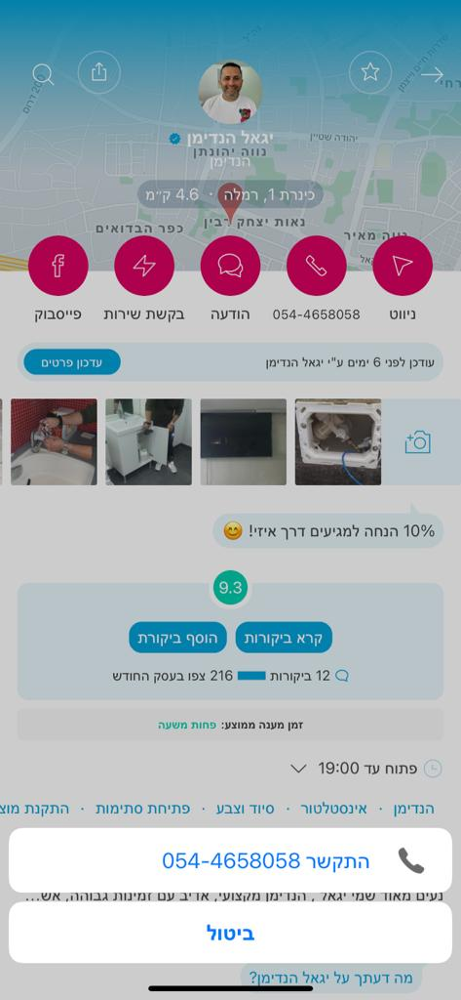 יגאל הנדימן
נווה יהונתן
הנדימן
יהודה שטיין
כינרת 1, רמלה · 4.6 ק״מ
נאות יצחק רבין
כפר הבדואים
נווה מאיר
ניווט
054-4658058
הודעה
בקשת שירות
פייסבוק
עודכן לפני 6 ימים ע"י יגאל הנדימן
עדכון פרטים
10% הנחה למגיעים דרך איזי! 😊
9.3
קרא ביקורות
הוסף ביקורת
12 ביקורות
216 צפו בעסק החודש
זמן מענה ממוצע: פחות משעה
פתוח עד 19:00
הנדימן · אינסטלטור · סיוד וצבע · פתיחת סתימות · התקנת מוצ
התקשר 054-4658058
נעים מאוד שמי יגאל, הנדימן מקצועי, אדיב עם זמינות גבוהה, אש...
ביטול
מה דעתך על יגאל הנדימן?